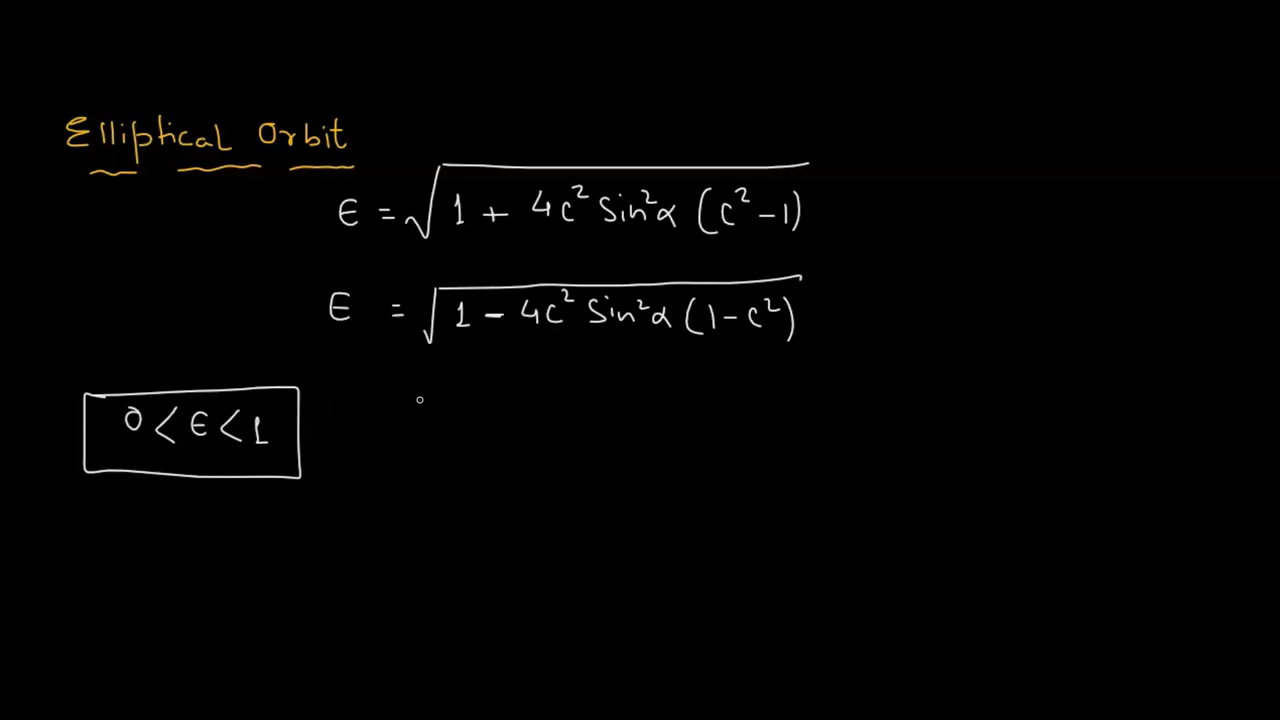 Elliptical Orbit
ϵ = √(1 + 4c² Sin²α (c² − 1))
ϵ = √(1 − 4c² Sin²α (1 − c²))
0 < ϵ < 1